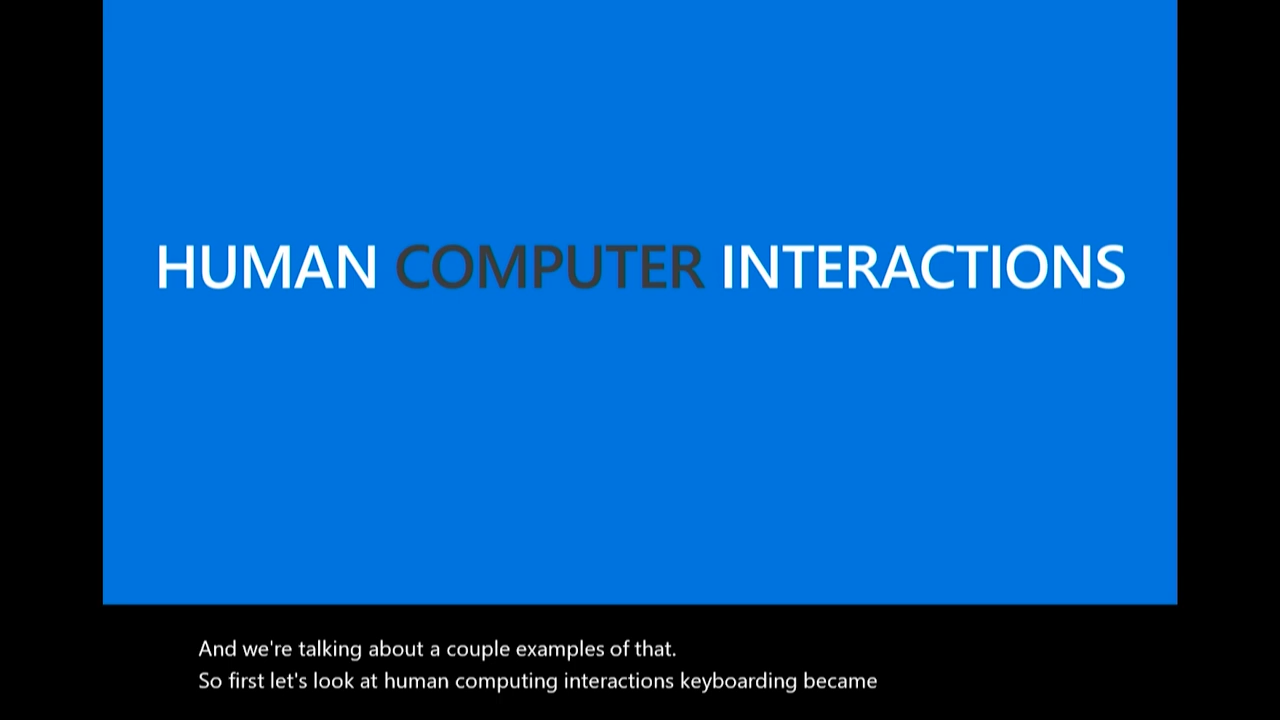 HUMAN COMPUTER INTERACTIONS
And we're talking about a couple examples of that.
So first let's look at human computing interactions keyboarding became